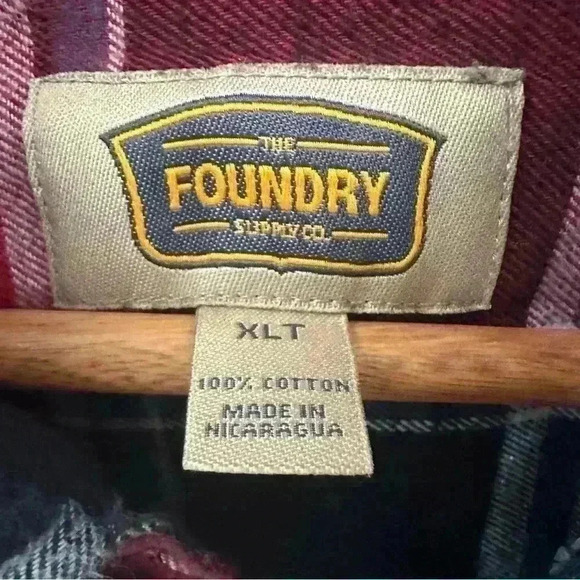 THE
FOUNDRY
SUPPLY CO.
XLT
100% COTTON
MADE IN
NICARAGUA